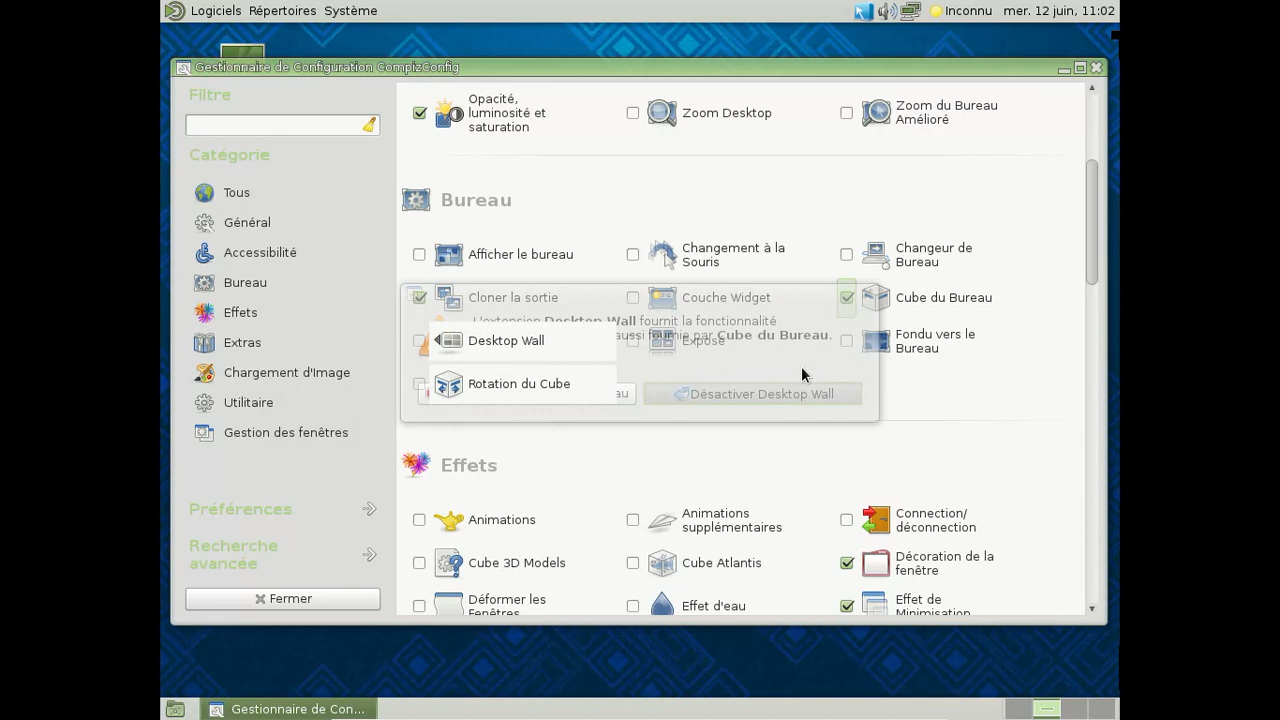 Logiciels Répertoires Système
Inconnu mer. 12 juin, 11:02
Gestionnaire de Configuration CompizConfig
Filtre
Catégorie
Tous
Général
Accessibilité
Bureau
Effets
Extras
Chargement d'Image
Utilitaire
Gestion des fenêtres
Préférences
Recherche
avancée
Fermer
Opacité,
luminosité et
saturation
Zoom Desktop
Zoom du Bureau
Amélioré
Bureau
Afficher le bureau
Changement à la
Souris
Changeur de
Bureau
Cloner la sortie
Couche Widget
Cube du Bureau
L'extension Desktop Wall fournit la fonctionnalité
aussi fournie par Cube du Bureau.
Desktop Wall
Expose
Fondu vers le
Bureau
Rotation du Cube
Désactiver Desktop Wall
Effets
Animations
Animations
supplémentaires
Connection/
déconnection
Cube 3D Models
Cube Atlantis
Décoration de la
fenêtre
Déformer les
Fenêtres
Effet d'eau
Effet de
Minimisation
Gestionnaire de Con...